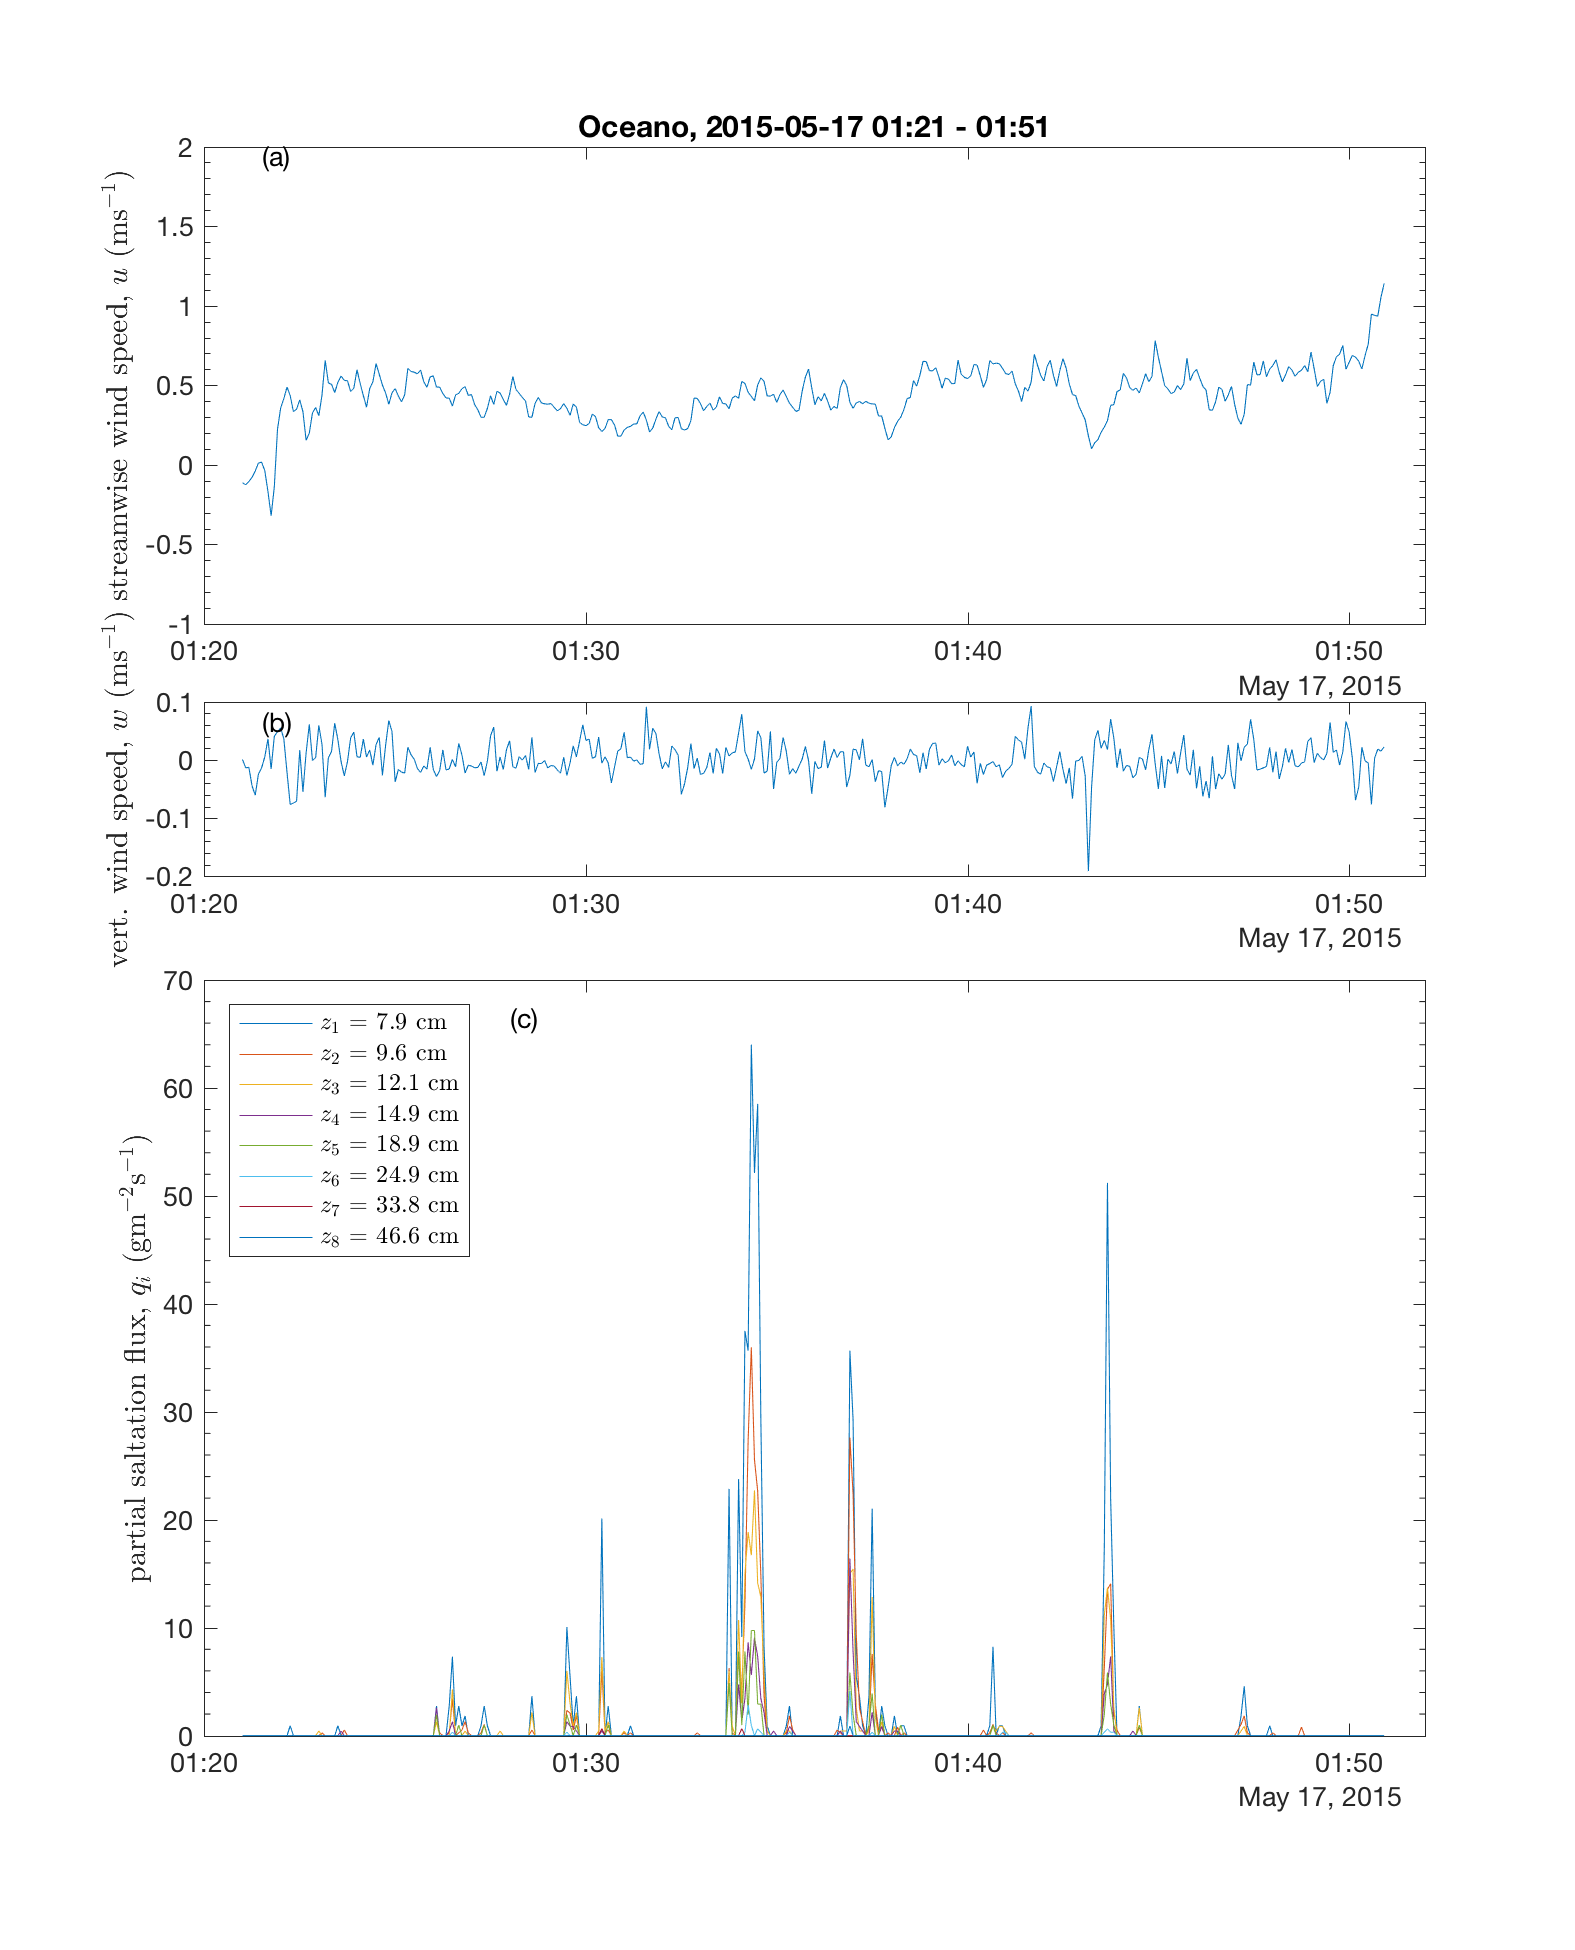 Oceano, 2015-05-17 01:21 - 01:51
(a)
streamwise wind speed, u (ms⁻¹)
2
1.5
1
0.5
0
-0.5
-1
01:20 01:30 01:40 01:50
May 17, 2015
(b)
vert. wind speed, w (ms⁻¹)
0.1
0
-0.1
-0.2
01:20 01:30 01:40 01:50
May 17, 2015
(c)
partial saltation flux, qᵢ (gm⁻²s⁻¹)
70
60
50
40
30
20
10
0
z₁ = 7.9 cm
z₂ = 9.6 cm
z₃ = 12.1 cm
z₄ = 14.9 cm
z₅ = 18.9 cm
z₆ = 24.9 cm
z₇ = 33.8 cm
z₈ = 46.6 cm
01:20 01:30 01:40 01:50
May 17, 2015